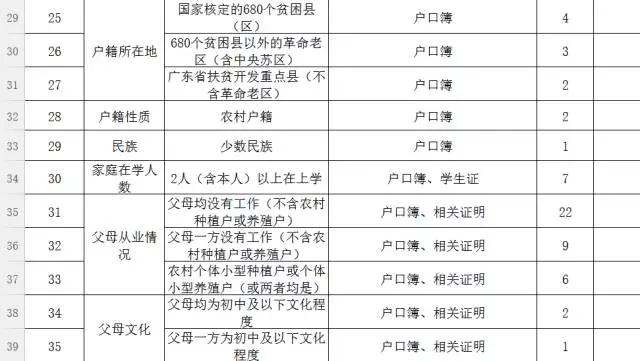 29 25 户籍所在地 国家核定的680个贫困县 户口簿 4
（区）
30 26 680个贫困县以外的革命老 户口簿 3
区（含中央苏区）
31 27 广东省扶贫开发重点县（不 户口簿 2
含革命老区）
32 28 户籍性质 农村户籍 户口簿 2
33 29 民族 少数民族 户口簿 1
34 30 家庭在学人 2人（含本人）以上在上学 户口簿、学生证 7
数
35 31 父母从业情 父母均没有工作（不含农村 户口簿、相关证明 22
况 种植户或养殖户）
36 32 父母一方没有工作（不含农 户口簿、相关证明 9
村种植户或养殖户）
37 33 农村个体小型种植户或个体 户口簿、相关证明 6
小型养殖户（或两者均是）
38 34 父母文化 父母均为初中及以下文化程 户口簿、相关证明 2
度
39 35 父母一方为初中及以下文化 户口簿、相关证明 1
程度